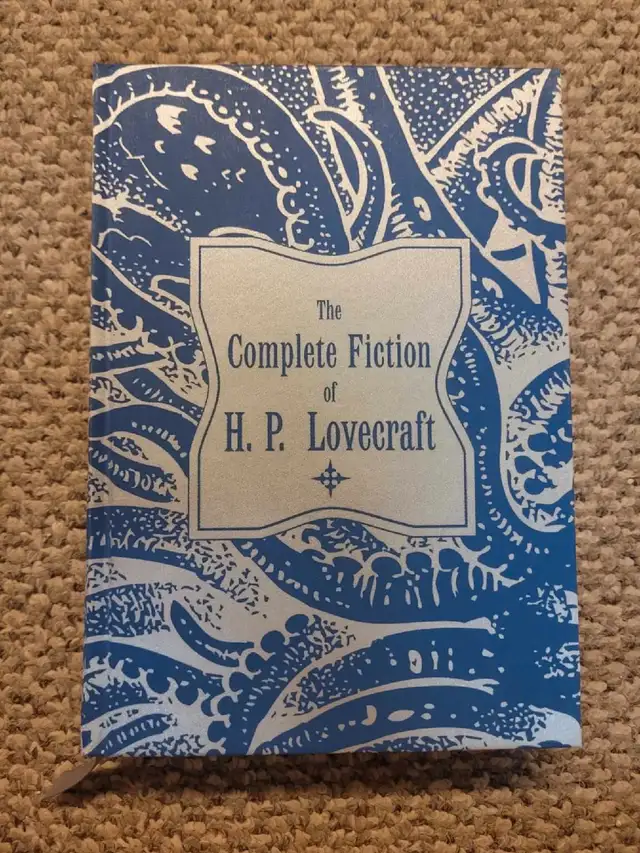 The
Complete Fiction
of
H. P. Lovecraft